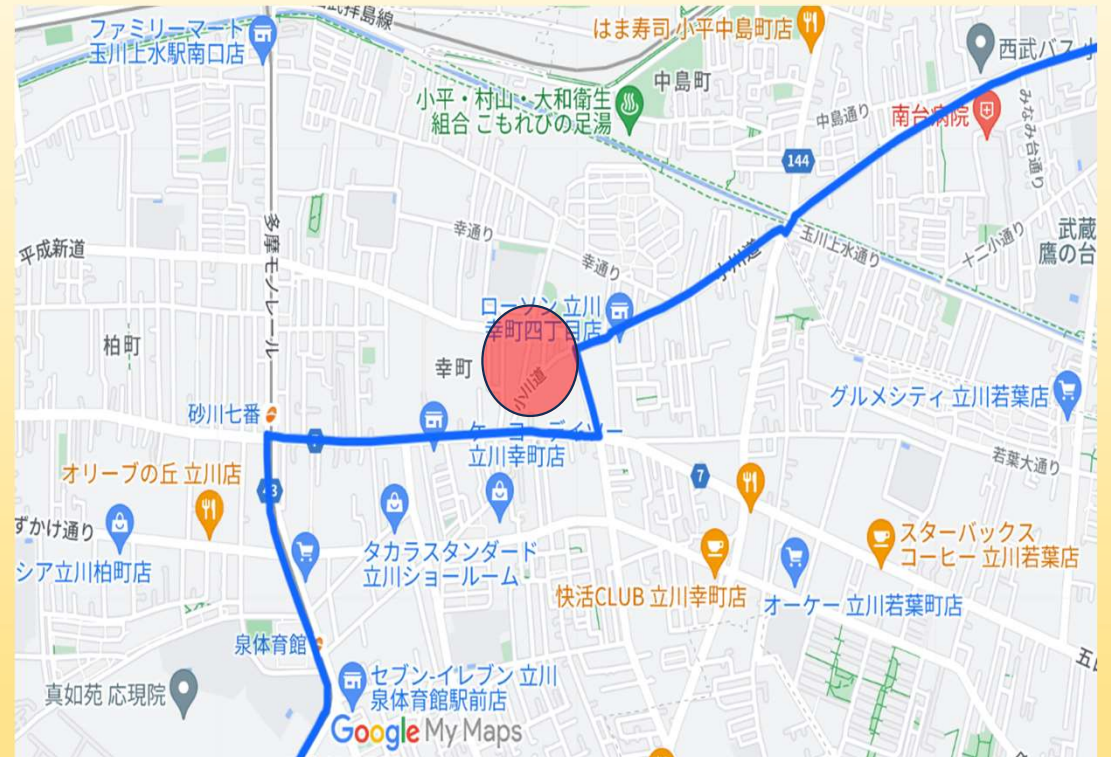 ファミリーマート
玉川上水駅南口店
はま寿司 小平中島町店
中島町
小平・村山・大和衛生
組合 こもれびの足湯
中島通り
南台病院
西武バス
みなみ台通り
144
幸通り
幸通り
玉川上水通り
十二小通り
武蔵
鷹の台
平成新道
多摩モノレール
小川道
ローソン 立川
幸町四丁目店
柏町
幸町
小川道
砂川七番
7
ケーヨーデイツー
立川幸町店
グルメシティ 立川若葉店
若葉大通り
オリーブの丘 立川店
43
7
ずかけ通り
シア立川柏町店
タカラスタンダード
立川ショールーム
スターバックス
コーヒー 立川若葉店
快活CLUB 立川幸町店
オーケー 立川若葉町店
泉体育館
真如苑 応現院
セブン-イレブン 立川
泉体育館駅前店
Google My Maps